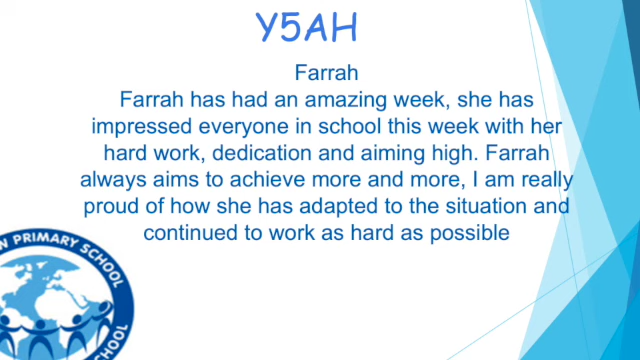 Y5AH
Farrah
Farrah has had an amazing week, she has
impressed everyone in school this week with her
hard work, dedication and aiming high. Farrah
always aims to achieve more and more, I am really
proud of how she has adapted to the situation and
continued to work as hard as possible
PRIMARY SCHOOL
SCHOOL